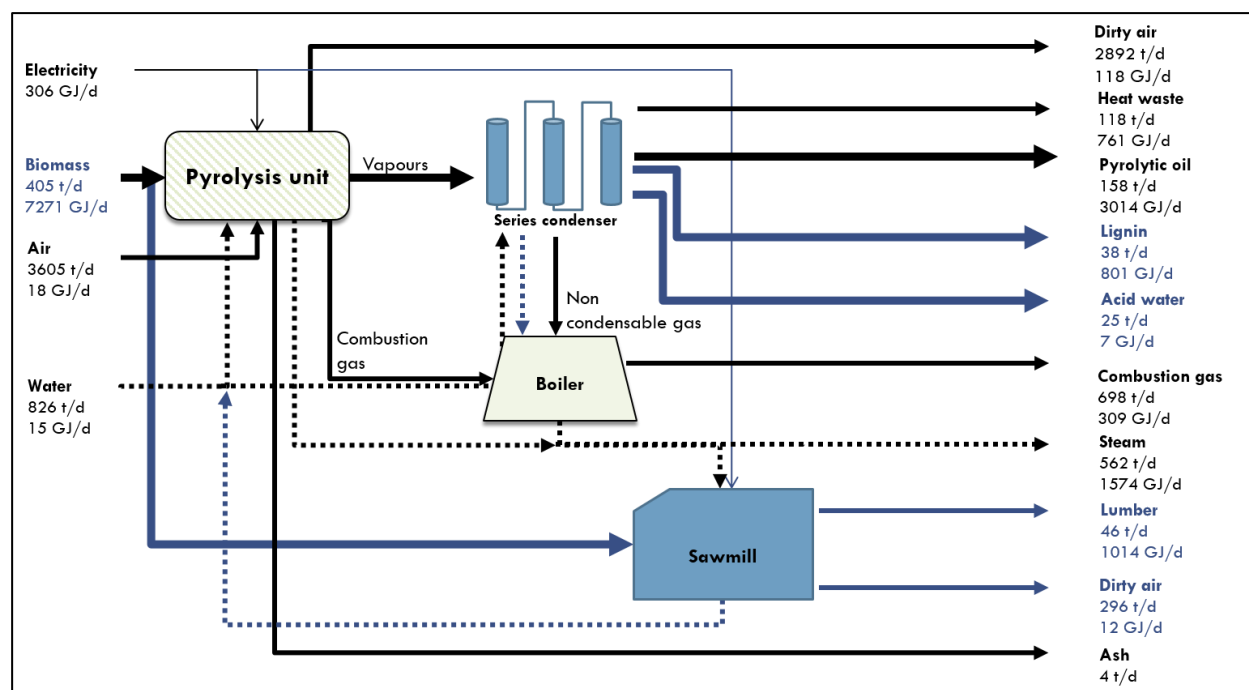 Electricity
306 GJ/d
Biomass
405 t/d
7271 GJ/d
Air
3605 t/d
18 GJ/d
Water
826 t/d
15 GJ/d
Pyrolysis unit
Vapours
Series condenser
Combustion
gas
Non
condensable gas
Boiler
Sawmill
Dirty air
2892 t/d
118 GJ/d
Heat waste
118 t/d
761 GJ/d
Pyrolytic oil
158 t/d
3014 GJ/d
Lignin
38 t/d
801 GJ/d
Acid water
25 t/d
7 GJ/d
Combustion gas
698 t/d
309 GJ/d
Steam
562 t/d
1574 GJ/d
Lumber
46 t/d
1014 GJ/d
Dirty air
296 t/d
12 GJ/d
Ash
4 t/d